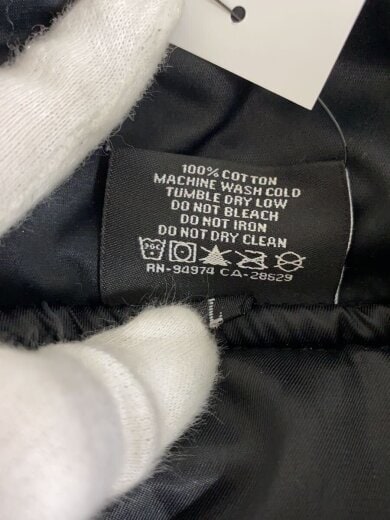 100% COTTON
MACHINE WASH COLD
TUMBLE DRY LOW
DO NOT BLEACH
DO NOT IRON
DO NOT DRY CLEAN
RN-94974 CA-28629
L